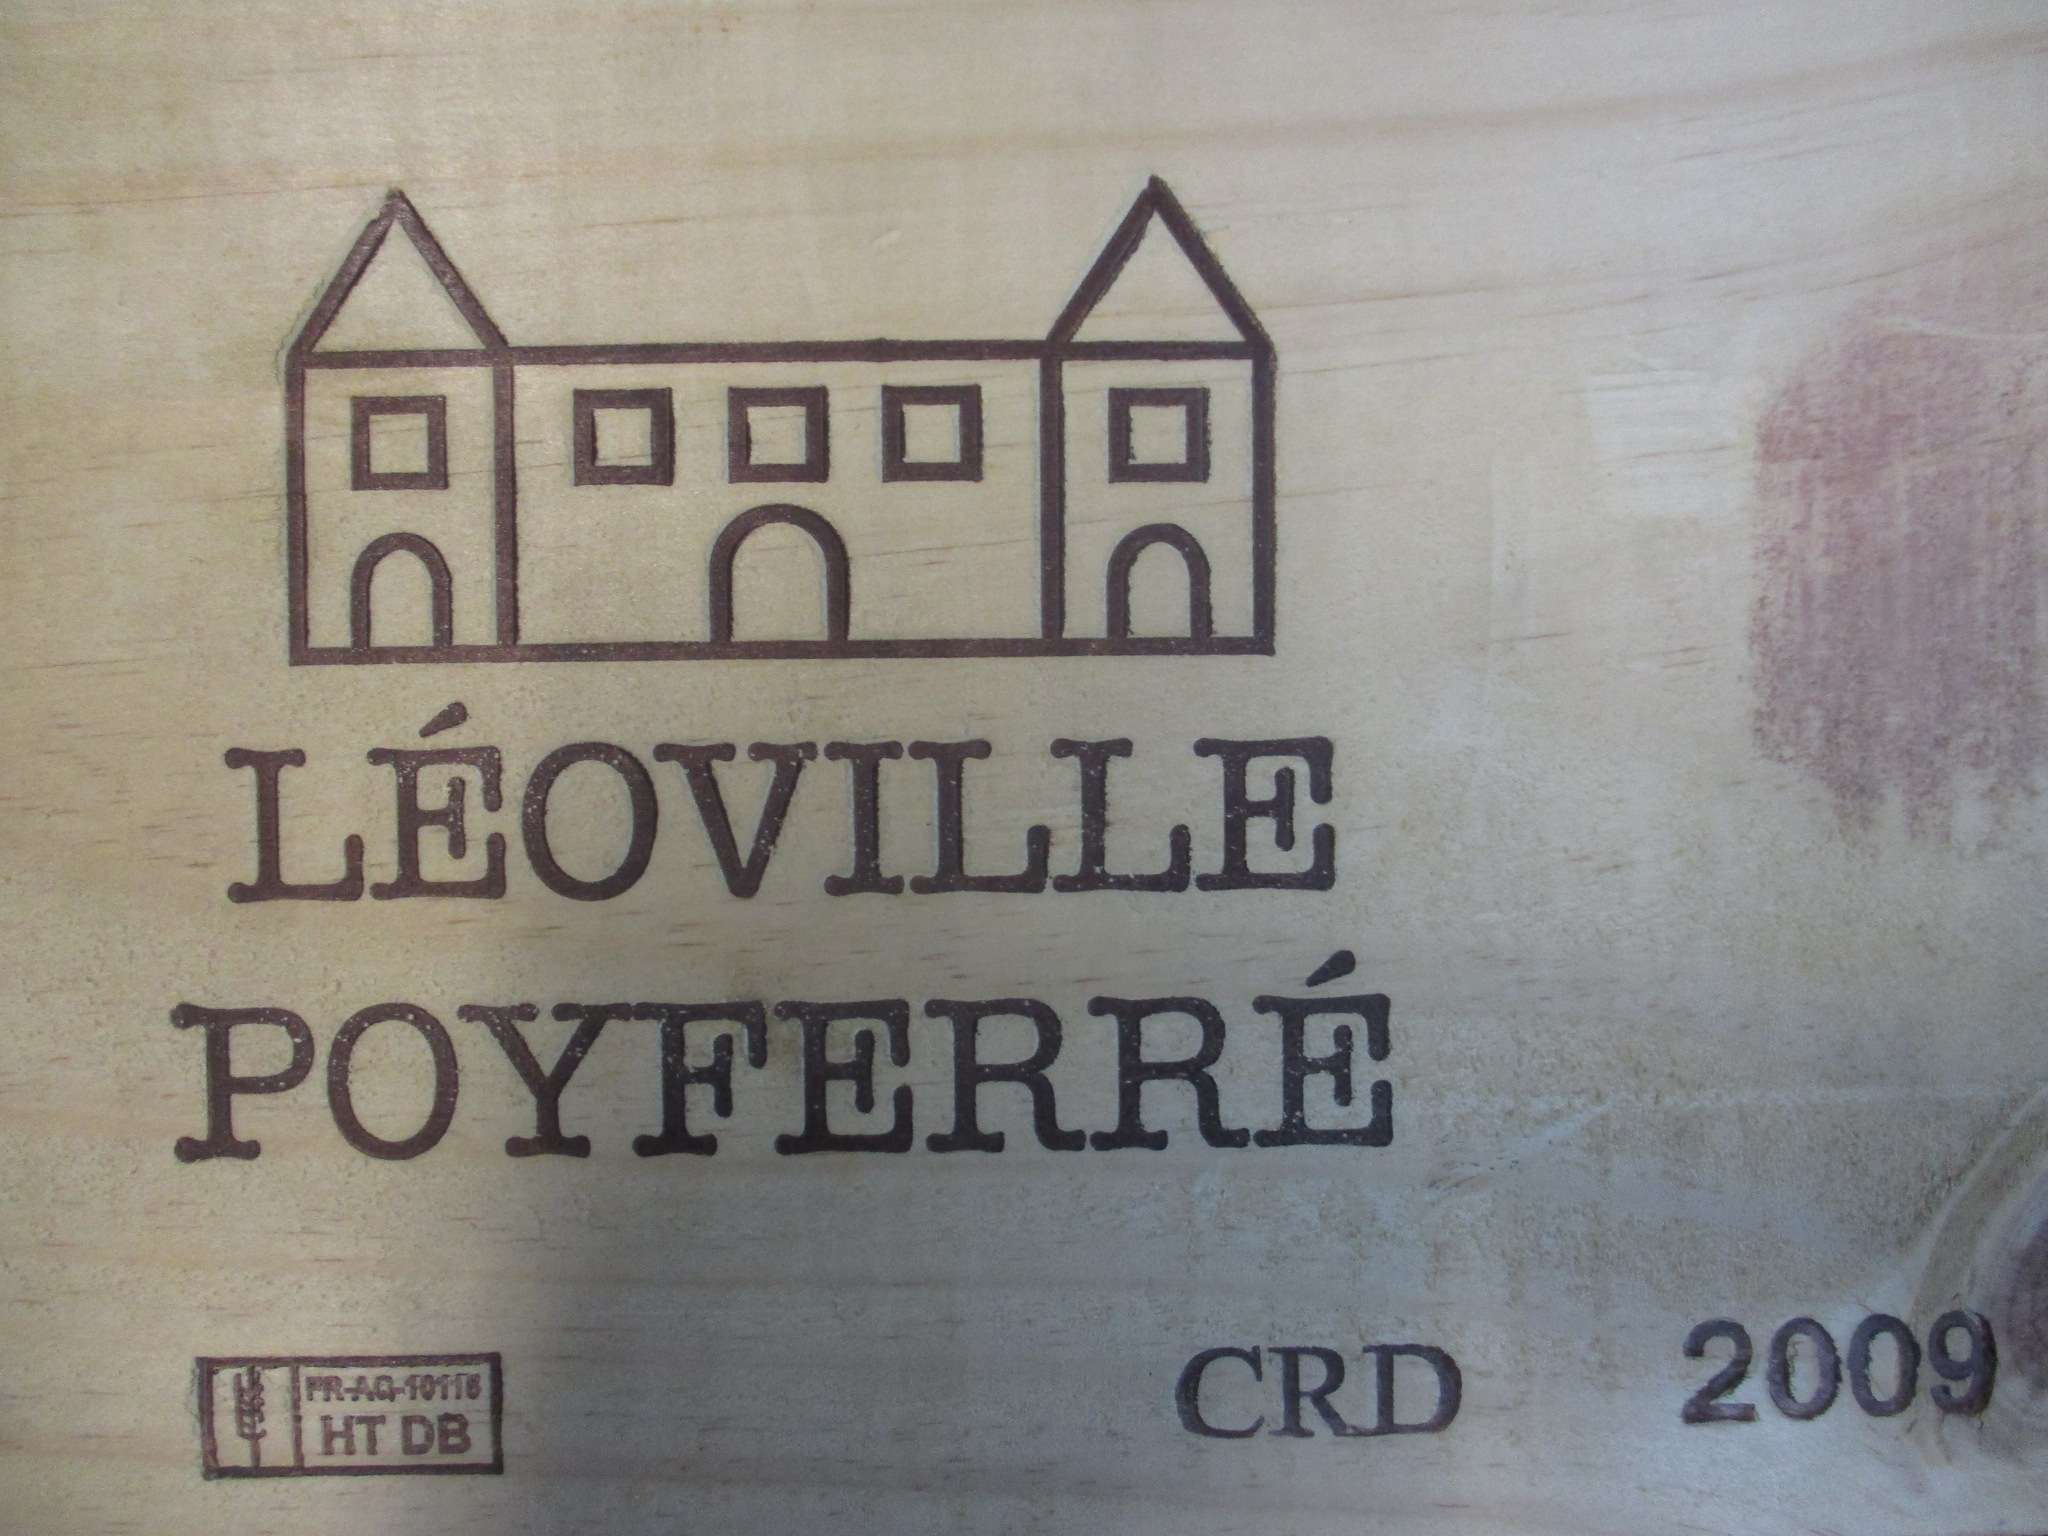 LÉOVILLE
POYFERRÉ
CRD 2009
HT DB